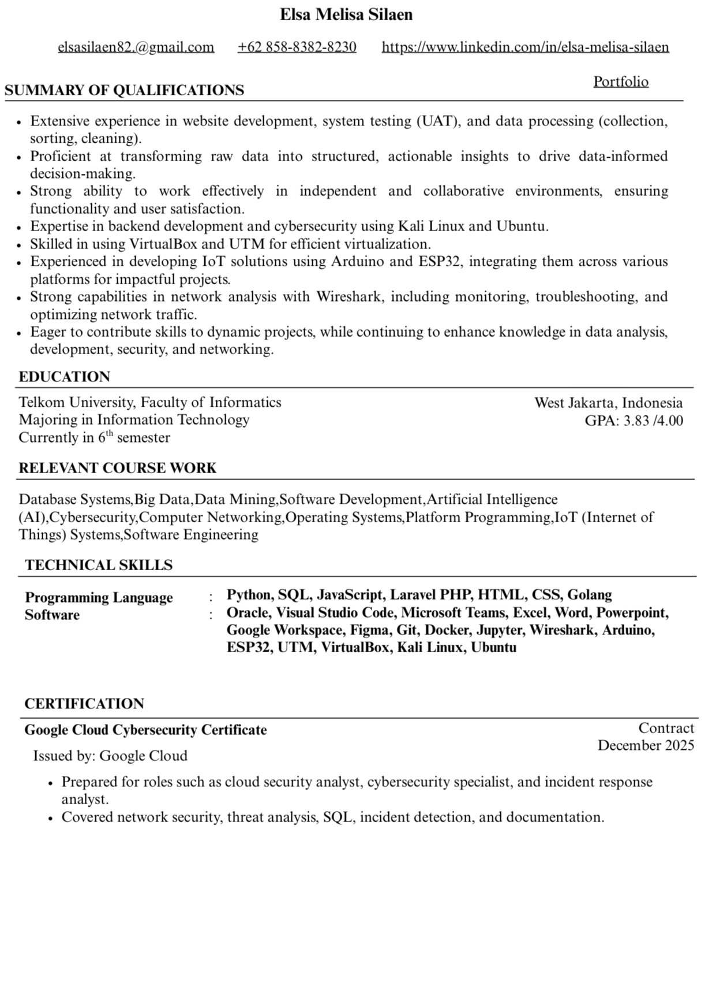 Elsa Melisa Silaen
elsasilaen82.@gmail.com +62 858-8382-8230 https://www.linkedin.com/in/elsa-melisa-silaen
Portfolio
SUMMARY OF QUALIFICATIONS
• Extensive experience in website development, system testing (UAT), and data processing (collection,
sorting, cleaning).
• Proficient at transforming raw data into structured, actionable insights to drive data-informed
decision-making.
• Strong ability to work effectively in independent and collaborative environments, ensuring
functionality and user satisfaction.
• Expertise in backend development and cybersecurity using Kali Linux and Ubuntu.
• Skilled in using VirtualBox and UTM for efficient virtualization.
• Experienced in developing IoT solutions using Arduino and ESP32, integrating them across various
platforms for impactful projects.
• Strong capabilities in network analysis with Wireshark, including monitoring, troubleshooting, and
optimizing network traffic.
• Eager to contribute skills to dynamic projects, while continuing to enhance knowledge in data analysis,
development, security, and networking.
EDUCATION
Telkom University, Faculty of Informatics West Jakarta, Indonesia
Majoring in Information Technology GPA: 3.83 /4.00
Currently in 6th semester
RELEVANT COURSE WORK
Database Systems,Big Data,Data Mining,Software Development,Artificial Intelligence
(AI),Cybersecurity,Computer Networking,Operating Systems,Platform Programming,IoT (Internet of
Things) Systems,Software Engineering
TECHNICAL SKILLS
Programming Language : Python, SQL, JavaScript, Laravel PHP, HTML, CSS, Golang
Software : Oracle, Visual Studio Code, Microsoft Teams, Excel, Word, Powerpoint,
Google Workspace, Figma, Git, Docker, Jupyter, Wireshark, Arduino,
ESP32, UTM, VirtualBox, Kali Linux, Ubuntu
CERTIFICATION
Google Cloud Cybersecurity Certificate Contract
December 2025
Issued by: Google Cloud
• Prepared for roles such as cloud security analyst, cybersecurity specialist, and incident response
analyst.
• Covered network security, threat analysis, SQL, incident detection, and documentation.